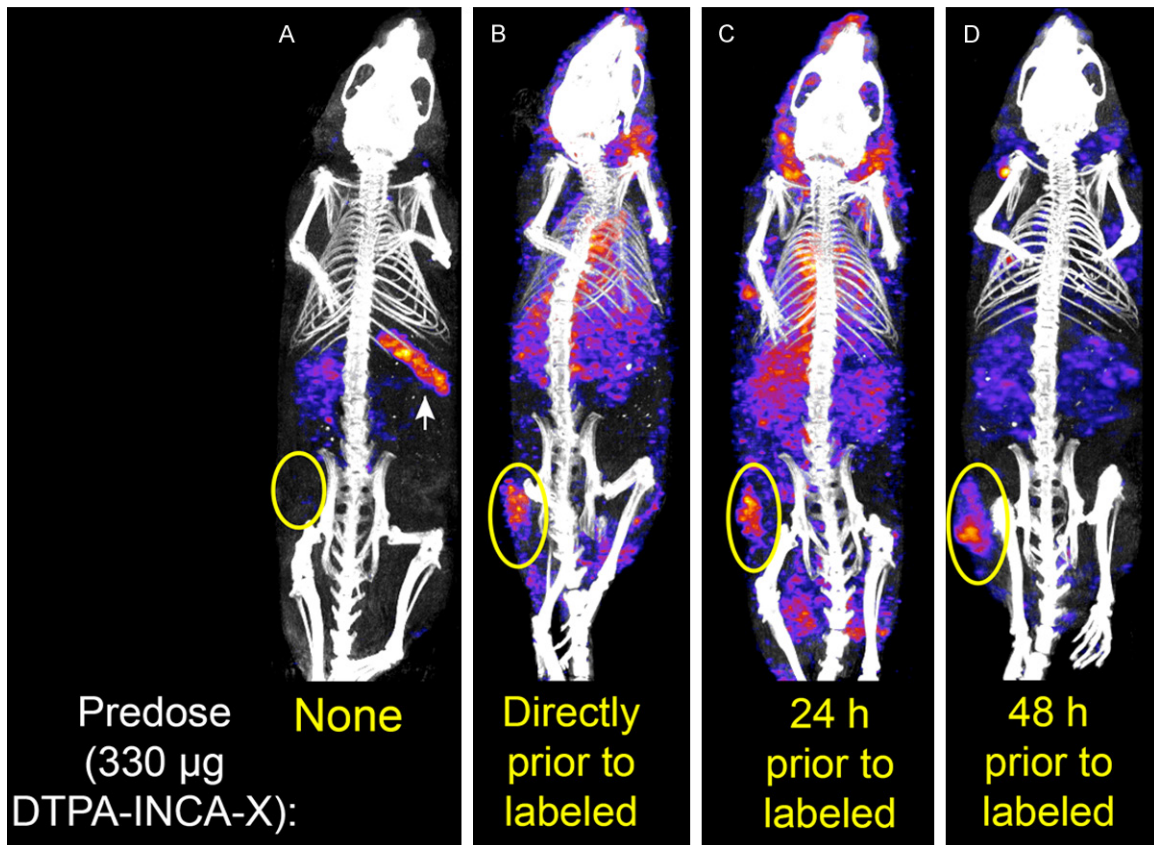 A
B
C
D
Predose
(330 µg
DTPA-INCA-X):
None
Directly
prior to
labeled
24 h
prior to
labeled
48 h
prior to
labeled